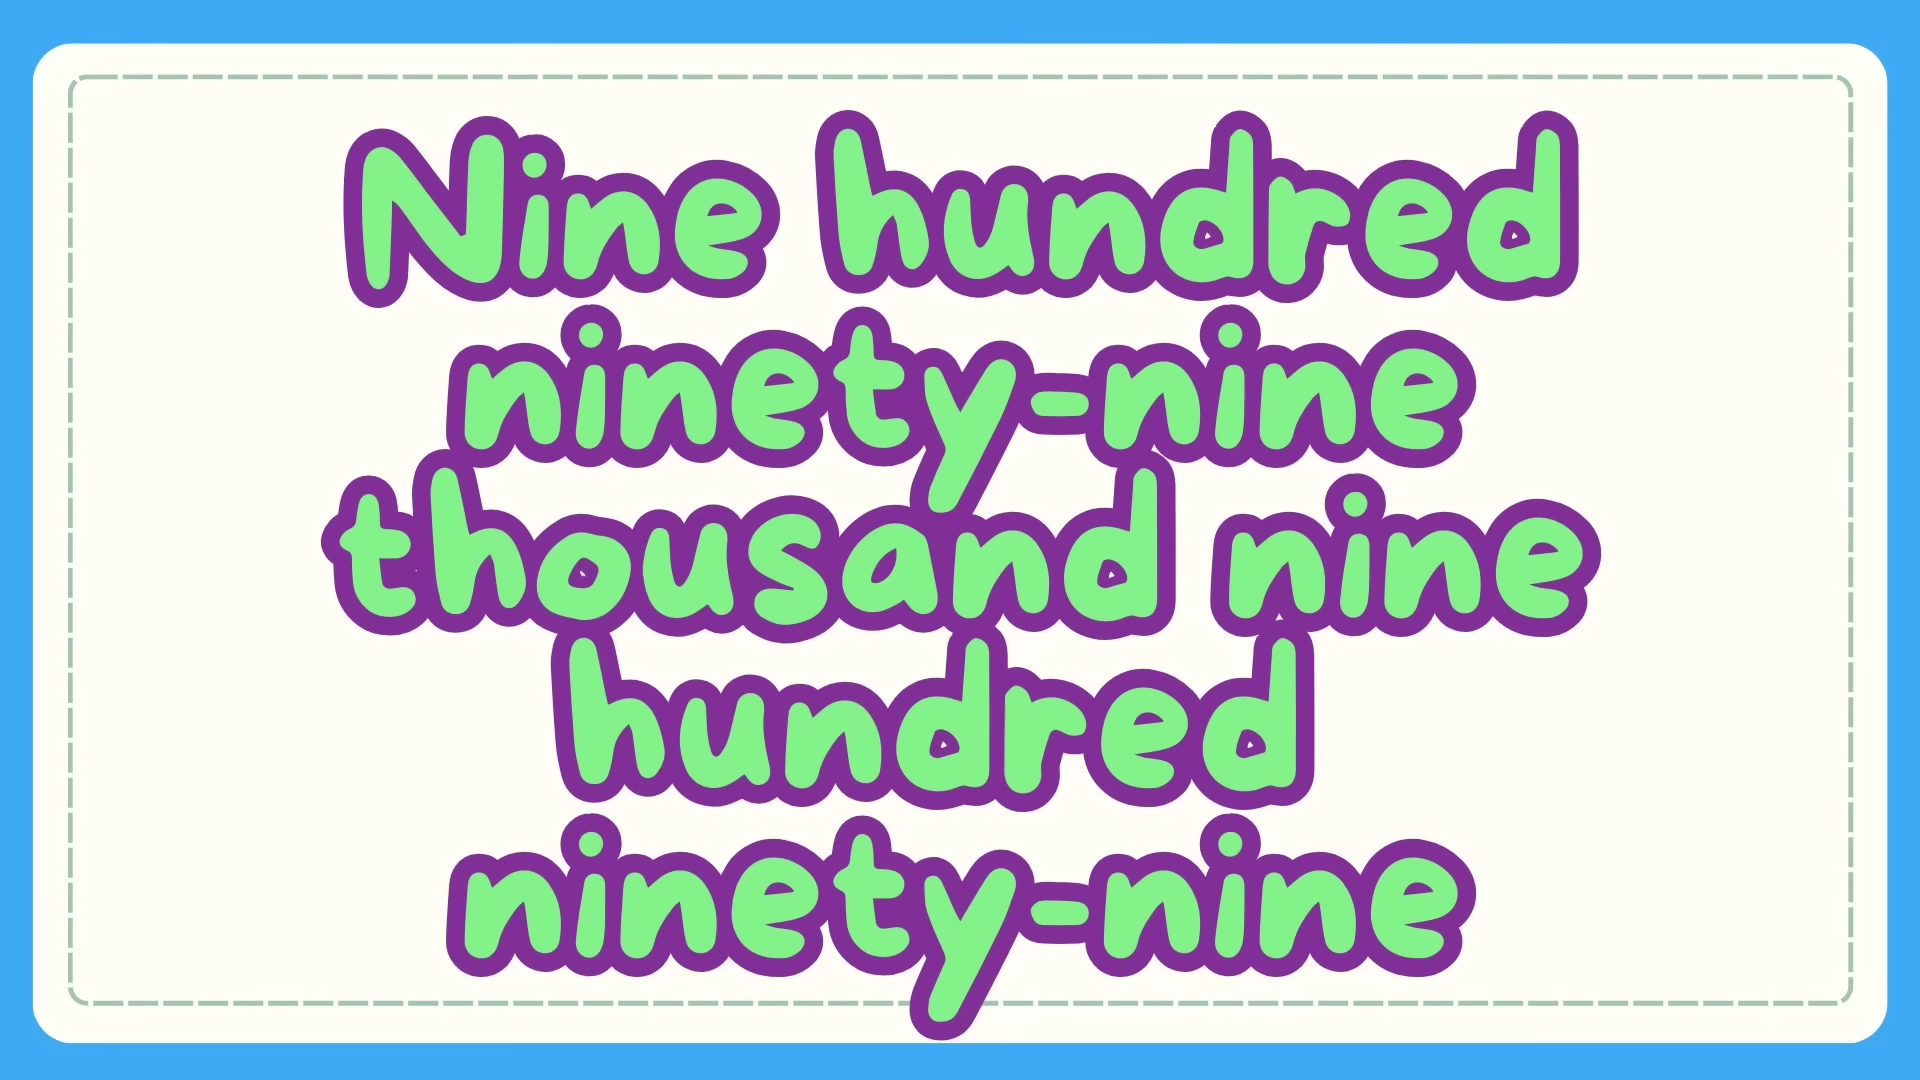 Nine hundred
ninety-nine
thousand nine
hundred
ninety-nine